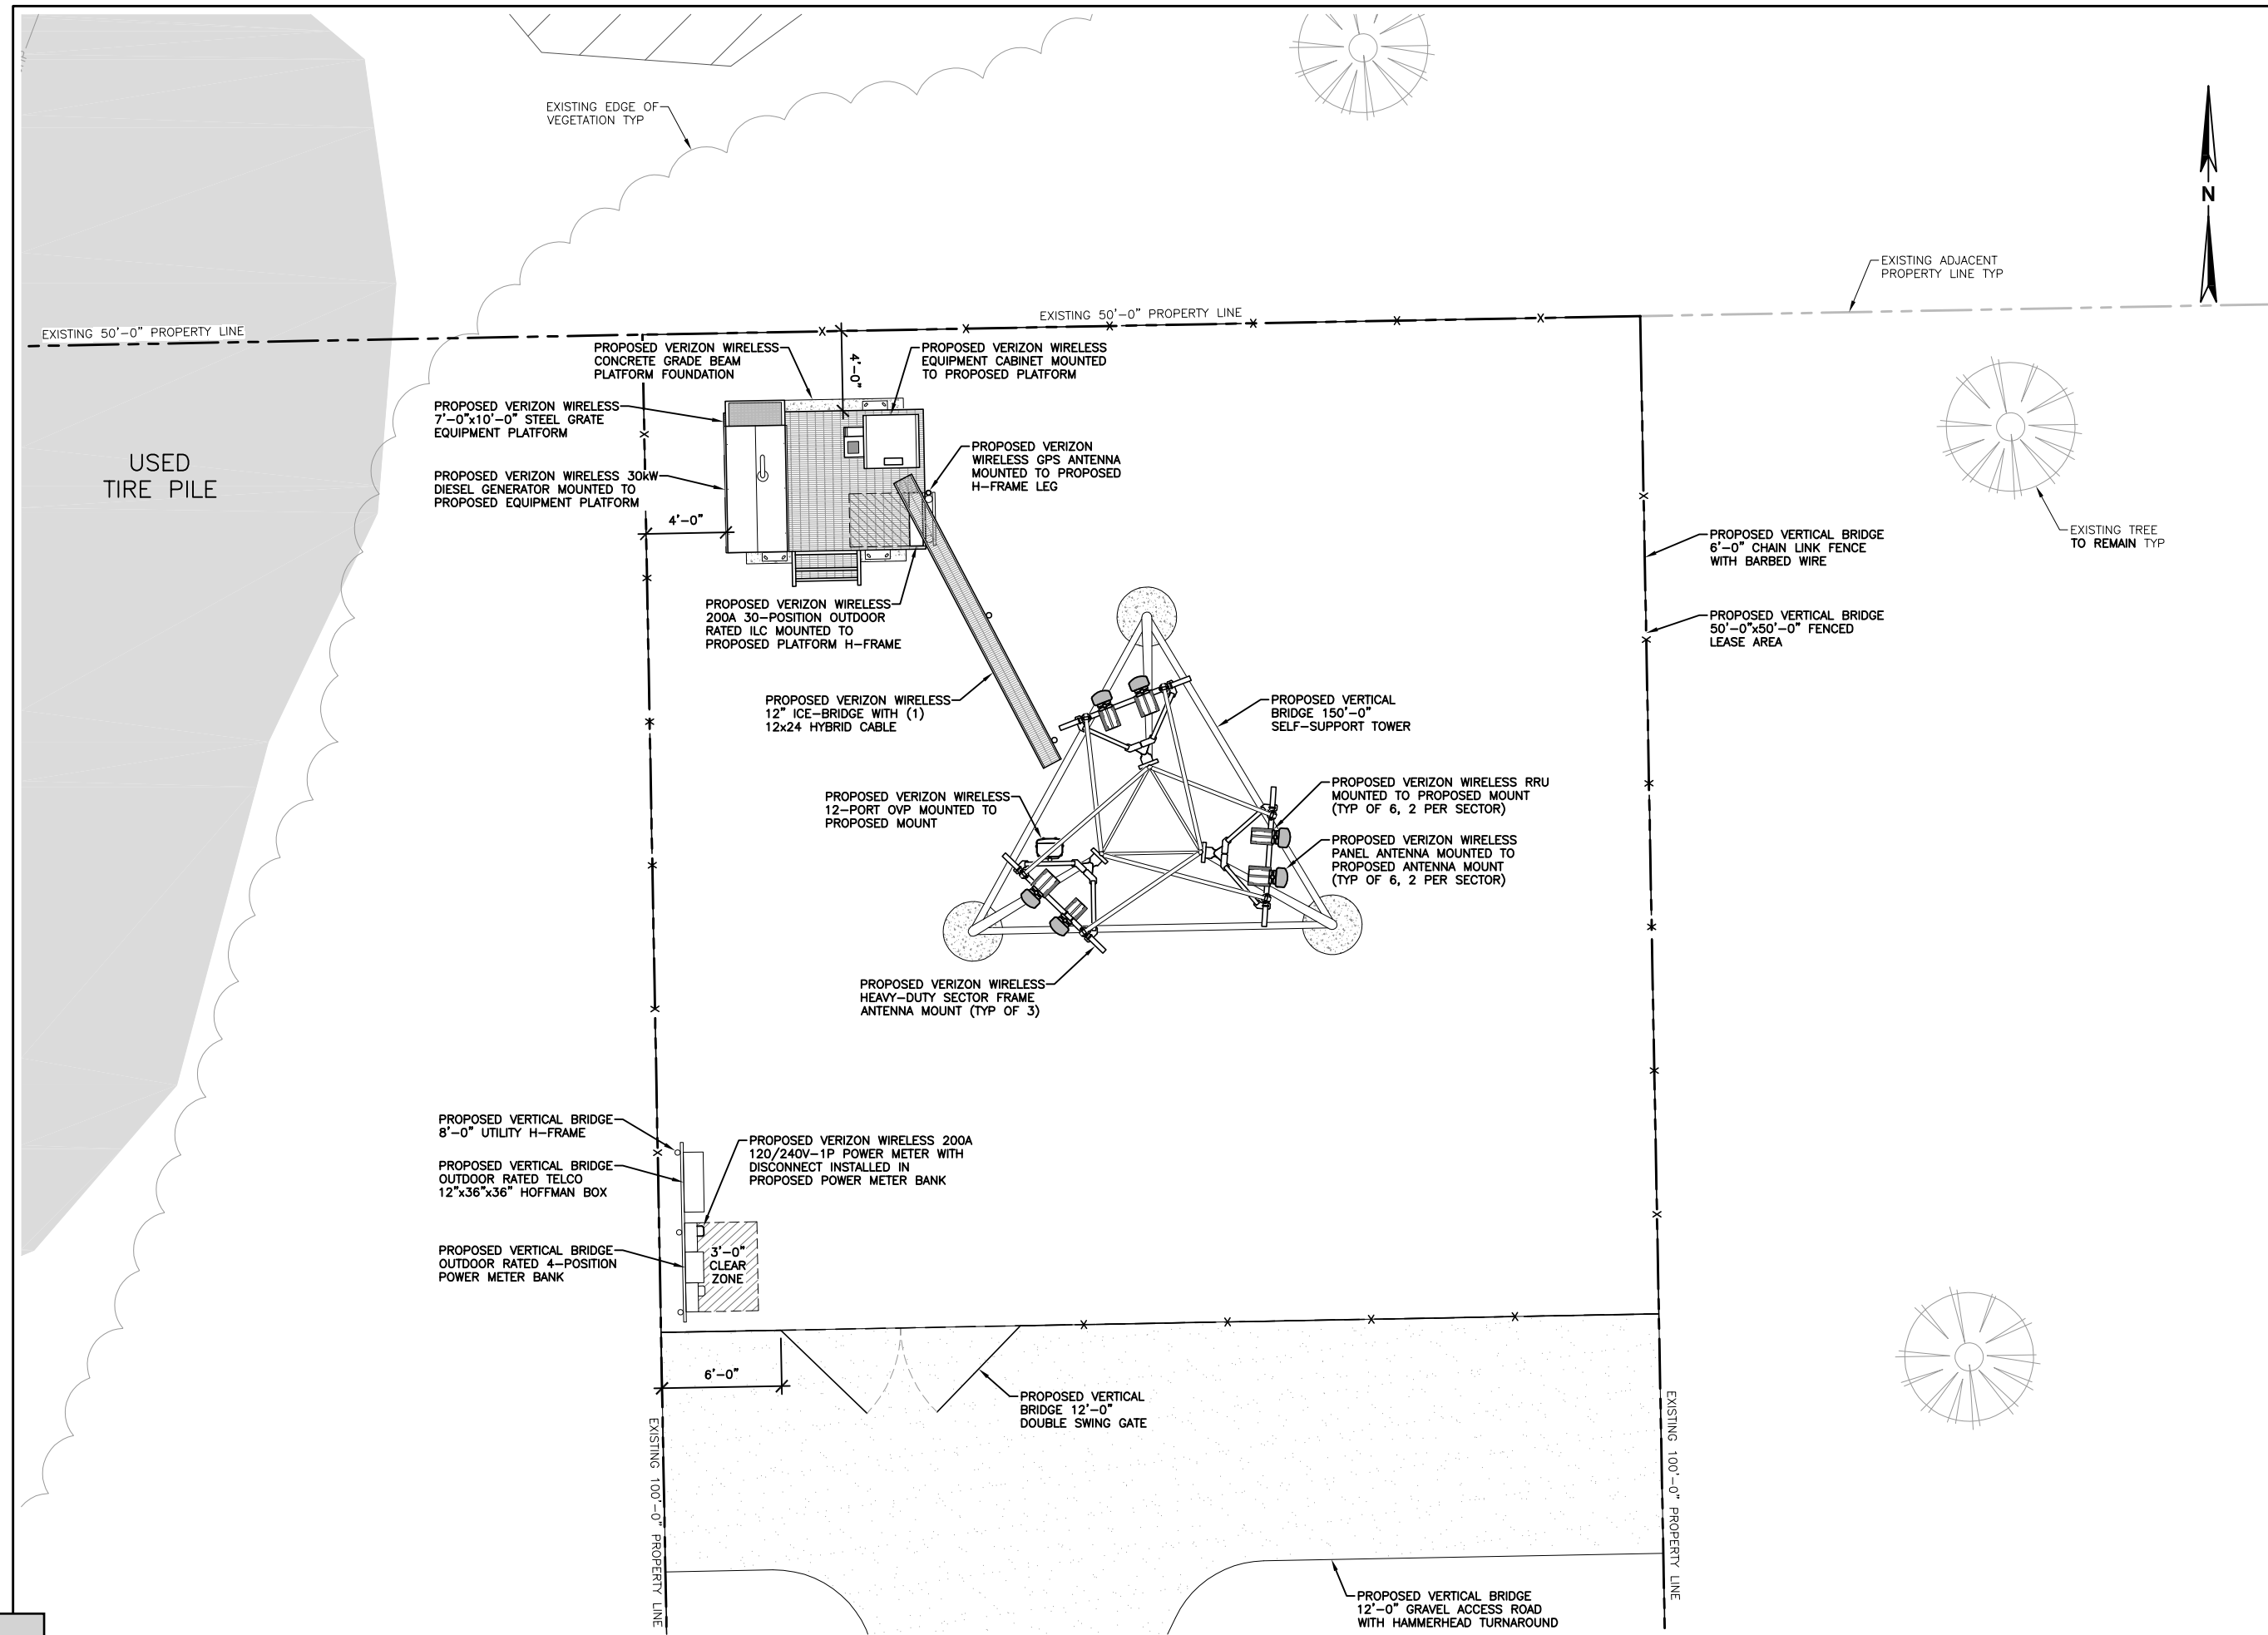 EXISTING EDGE OF
VEGETATION TYP
N
EXISTING ADJACENT
PROPERTY LINE TYP
EXISTING 50'-0" PROPERTY LINE
EXISTING 50'-0" PROPERTY LINE
PROPOSED VERIZON WIRELESS
CONCRETE GRADE BEAM
PLATFORM FOUNDATION
4'-0"
PROPOSED VERIZON WIRELESS
EQUIPMENT CABINET MOUNTED
TO PROPOSED PLATFORM
PROPOSED VERIZON WIRELESS
7'-0"x10'-0" STEEL GRATE
EQUIPMENT PLATFORM
USED
TIRE PILE
PROPOSED VERIZON WIRELESS 30kW
DIESEL GENERATOR MOUNTED TO
PROPOSED EQUIPMENT PLATFORM
PROPOSED VERIZON
WIRELESS GPS ANTENNA
MOUNTED TO PROPOSED
H-FRAME LEG
4'-0"
EXISTING TREE
TO REMAIN TYP
PROPOSED VERTICAL BRIDGE
6'-0" CHAIN LINK FENCE
WITH BARBED WIRE
PROPOSED VERIZON WIRELESS
200A 30-POSITION OUTDOOR
RATED ILC MOUNTED TO
PROPOSED PLATFORM H-FRAME
PROPOSED VERTICAL BRIDGE
50'-0"x50'-0" FENCED
LEASE AREA
PROPOSED VERIZON WIRELESS
12" ICE-BRIDGE WITH (1)
12x24 HYBRID CABLE
PROPOSED VERTICAL
BRIDGE 150'-0"
SELF-SUPPORT TOWER
PROPOSED VERIZON WIRELESS
12-PORT OVP MOUNTED TO
PROPOSED MOUNT
PROPOSED VERIZON WIRELESS RRU
MOUNTED TO PROPOSED MOUNT
(TYP OF 6, 2 PER SECTOR)
PROPOSED VERIZON WIRELESS
PANEL ANTENNA MOUNTED TO
PROPOSED ANTENNA MOUNT
(TYP OF 6, 2 PER SECTOR)
PROPOSED VERIZON WIRELESS
HEAVY-DUTY SECTOR FRAME
ANTENNA MOUNT (TYP OF 3)
PROPOSED VERTICAL BRIDGE
8'-0" UTILITY H-FRAME
PROPOSED VERIZON WIRELESS 200A
120/240V-1P POWER METER WITH
DISCONNECT INSTALLED IN
PROPOSED POWER METER BANK
PROPOSED VERTICAL BRIDGE
OUTDOOR RATED TELCO
12"x36"x36" HOFFMAN BOX
PROPOSED VERTICAL BRIDGE
OUTDOOR RATED 4-POSITION
POWER METER BANK
3'-0"
CLEAR
ZONE
6'-0"
PROPOSED VERTICAL
BRIDGE 12'-0"
DOUBLE SWING GATE
EXISTING 100'-0" PROPERTY LINE
EXISTING 100'-0" PROPERTY LINE
PROPOSED VERTICAL BRIDGE
12'-0" GRAVEL ACCESS ROAD
WITH HAMMERHEAD TURNAROUND